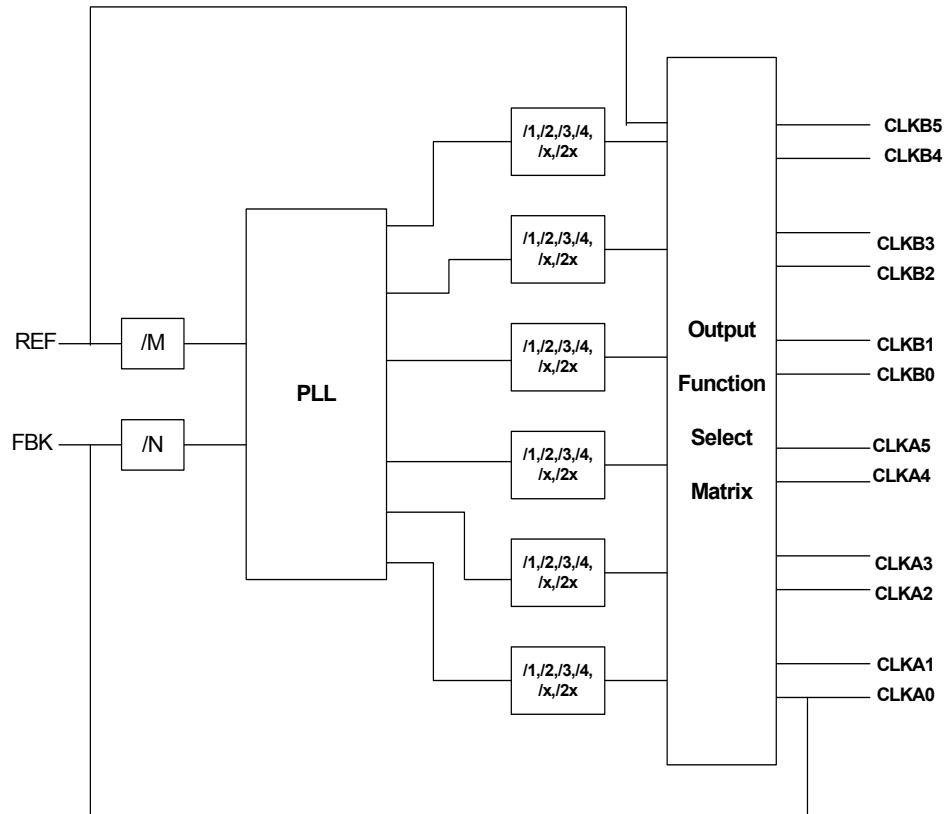 /1,/2,/3,/4,
/x,/2x
CLKB5
CLKB4
/1,/2,/3,/4,
/x,/2x
CLKB3
CLKB2
REF
/M
PLL
/1,/2,/3,/4,
/x,/2x
Output
Function
Select
Matrix
CLKB1
CLKB0
FBK
/N
/1,/2,/3,/4,
/x,/2x
CLKA5
CLKA4
/1,/2,/3,/4,
/x,/2x
CLKA3
CLKA2
/1,/2,/3,/4,
/x,/2x
CLKA1
CLKA0